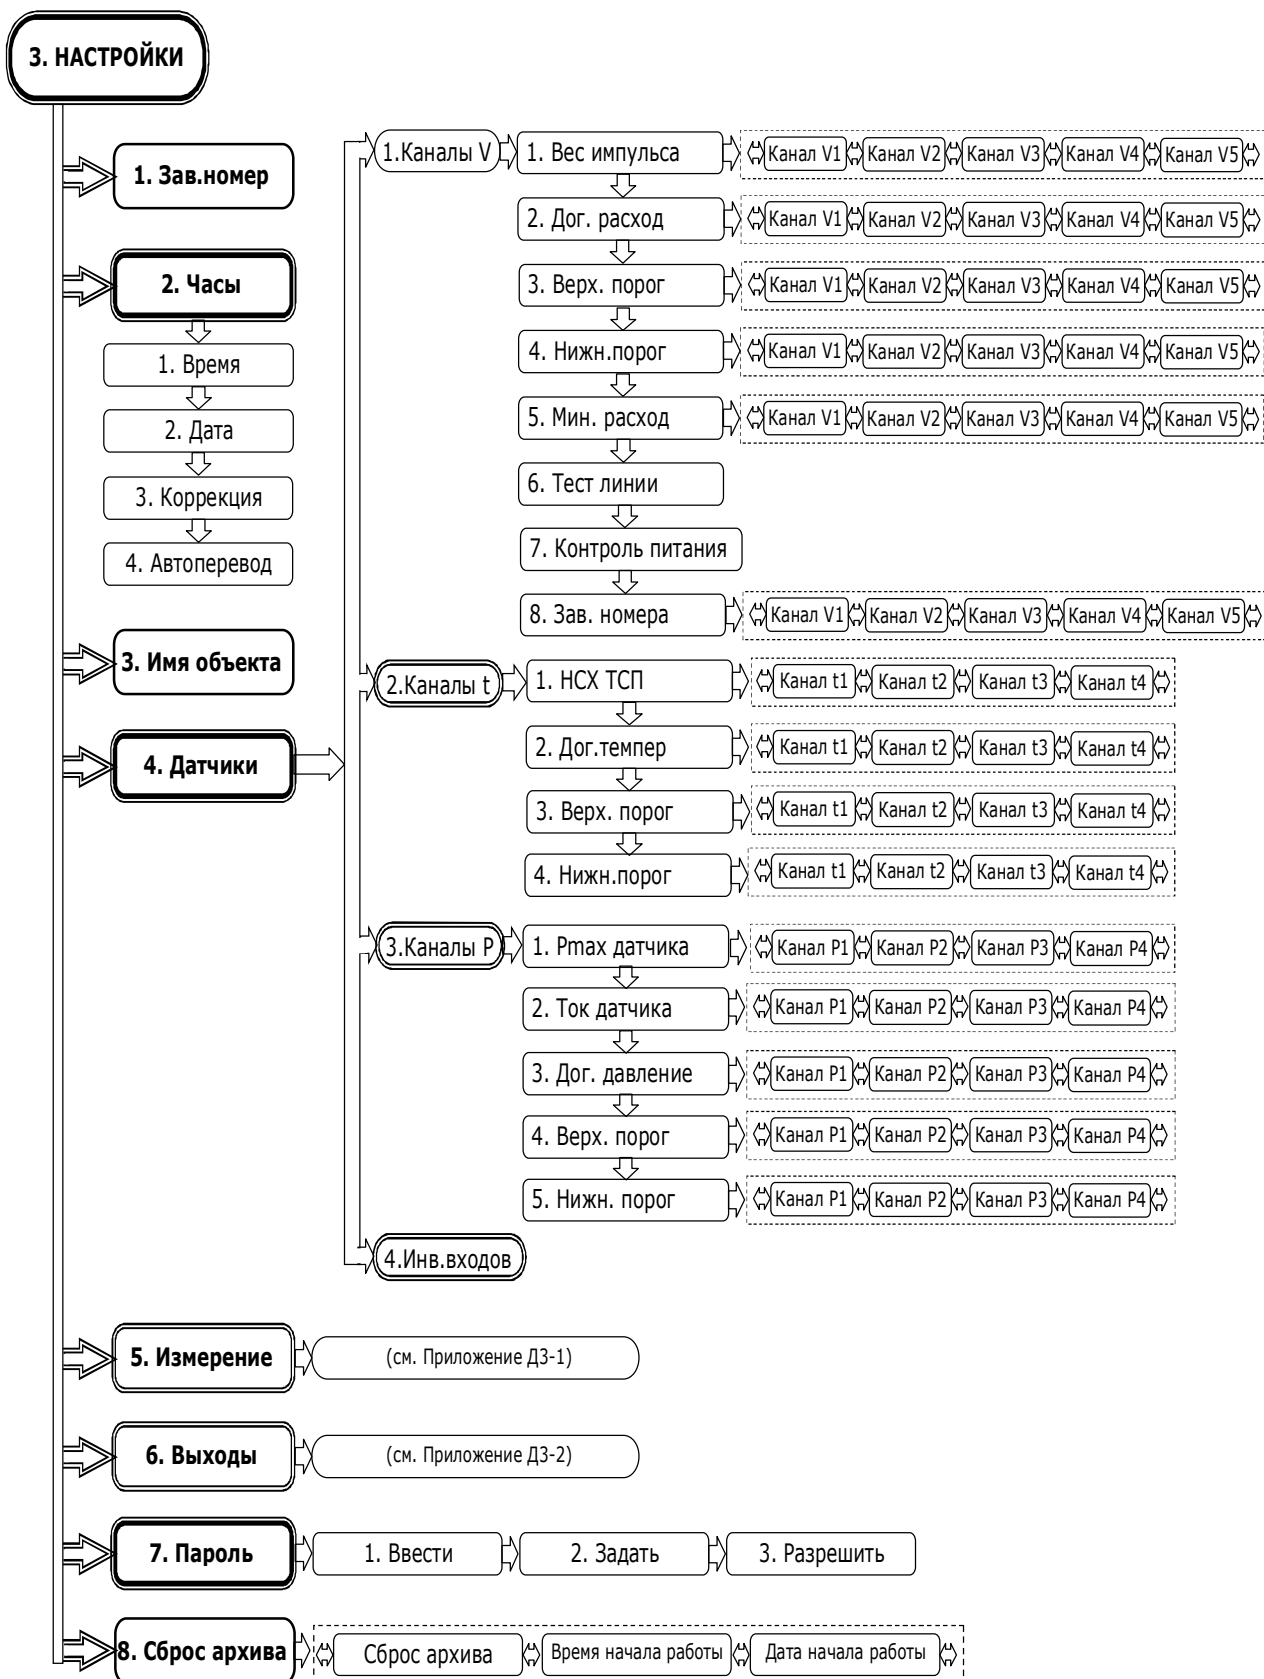 3. НАСТРОЙКИ
1. Зав.номер
2. Часы
1. Время
2. Дата
3. Коррекция
4. Автоперевод
3. Имя объекта
4. Датчики
1.Каналы V
1. Вес импульса
Канал V1 Канал V2 Канал V3 Канал V4 Канал V5
2. Дог. расход
Канал V1 Канал V2 Канал V3 Канал V4 Канал V5
3. Верх. порог
Канал V1 Канал V2 Канал V3 Канал V4 Канал V5
4. Нижн.порог
Канал V1 Канал V2 Канал V3 Канал V4 Канал V5
5. Мин. расход
Канал V1 Канал V2 Канал V3 Канал V4 Канал V5
6. Тест линии
7. Контроль питания
8. Зав. номера
Канал V1 Канал V2 Канал V3 Канал V4 Канал V5
2.Каналы t
1. НСХ ТСП
Канал t1 Канал t2 Канал t3 Канал t4
2. Дог.темпер
Канал t1 Канал t2 Канал t3 Канал t4
3. Верх. порог
Канал t1 Канал t2 Канал t3 Канал t4
4. Нижн.порог
Канал t1 Канал t2 Канал t3 Канал t4
3.Каналы P
1. Pmax датчика
Канал P1 Канал P2 Канал P3 Канал P4
2. Ток датчика
Канал P1 Канал P2 Канал P3 Канал P4
3. Дог. давление
Канал P1 Канал P2 Канал P3 Канал P4
4. Верх. порог
Канал P1 Канал P2 Канал P3 Канал P4
5. Нижн. порог
Канал P1 Канал P2 Канал P3 Канал P4
4.Инв.входов
5. Измерение
(см. Приложение Д3-1)
6. Выходы
(см. Приложение Д3-2)
7. Пароль
1. Ввести
2. Задать
3. Разрешить
8. Сброс архива
Сброс архива
Время начала работы
Дата начала работы